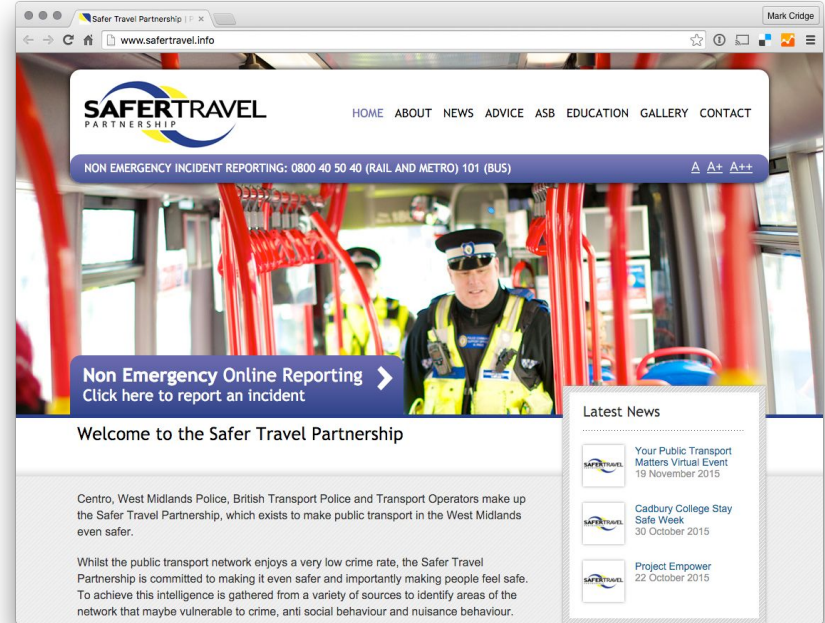 Safer Travel Partnership |
Mark Cridge
www.safertravel.info
SAFERTRAVEL
PARTNERSHIP
HOME ABOUT NEWS ADVICE ASB EDUCATION GALLERY CONTACT
NON EMERGENCY INCIDENT REPORTING: 0800 40 50 40 (RAIL AND METRO) 101 (BUS)
A A+ A++
Non Emergency Online Reporting
Click here to report an incident
Welcome to the Safer Travel Partnership
Centro, West Midlands Police, British Transport Police and Transport Operators make up
the Safer Travel Partnership, which exists to make public transport in the West Midlands
even safer.
Whilst the public transport network enjoys a very low crime rate, the Safer Travel
Partnership is committed to making it even safer and importantly making people feel safe.
To achieve this intelligence is gathered from a variety of sources to identify areas of the
network that maybe vulnerable to crime, anti social behaviour and nuisance behaviour.
Latest News
SAFERTRAVEL
Your Public Transport
Matters Virtual Event
19 November 2015
SAFERTRAVEL
Cadbury College Stay
Safe Week
30 October 2015
SAFERTRAVEL
Project Empower
22 October 2015